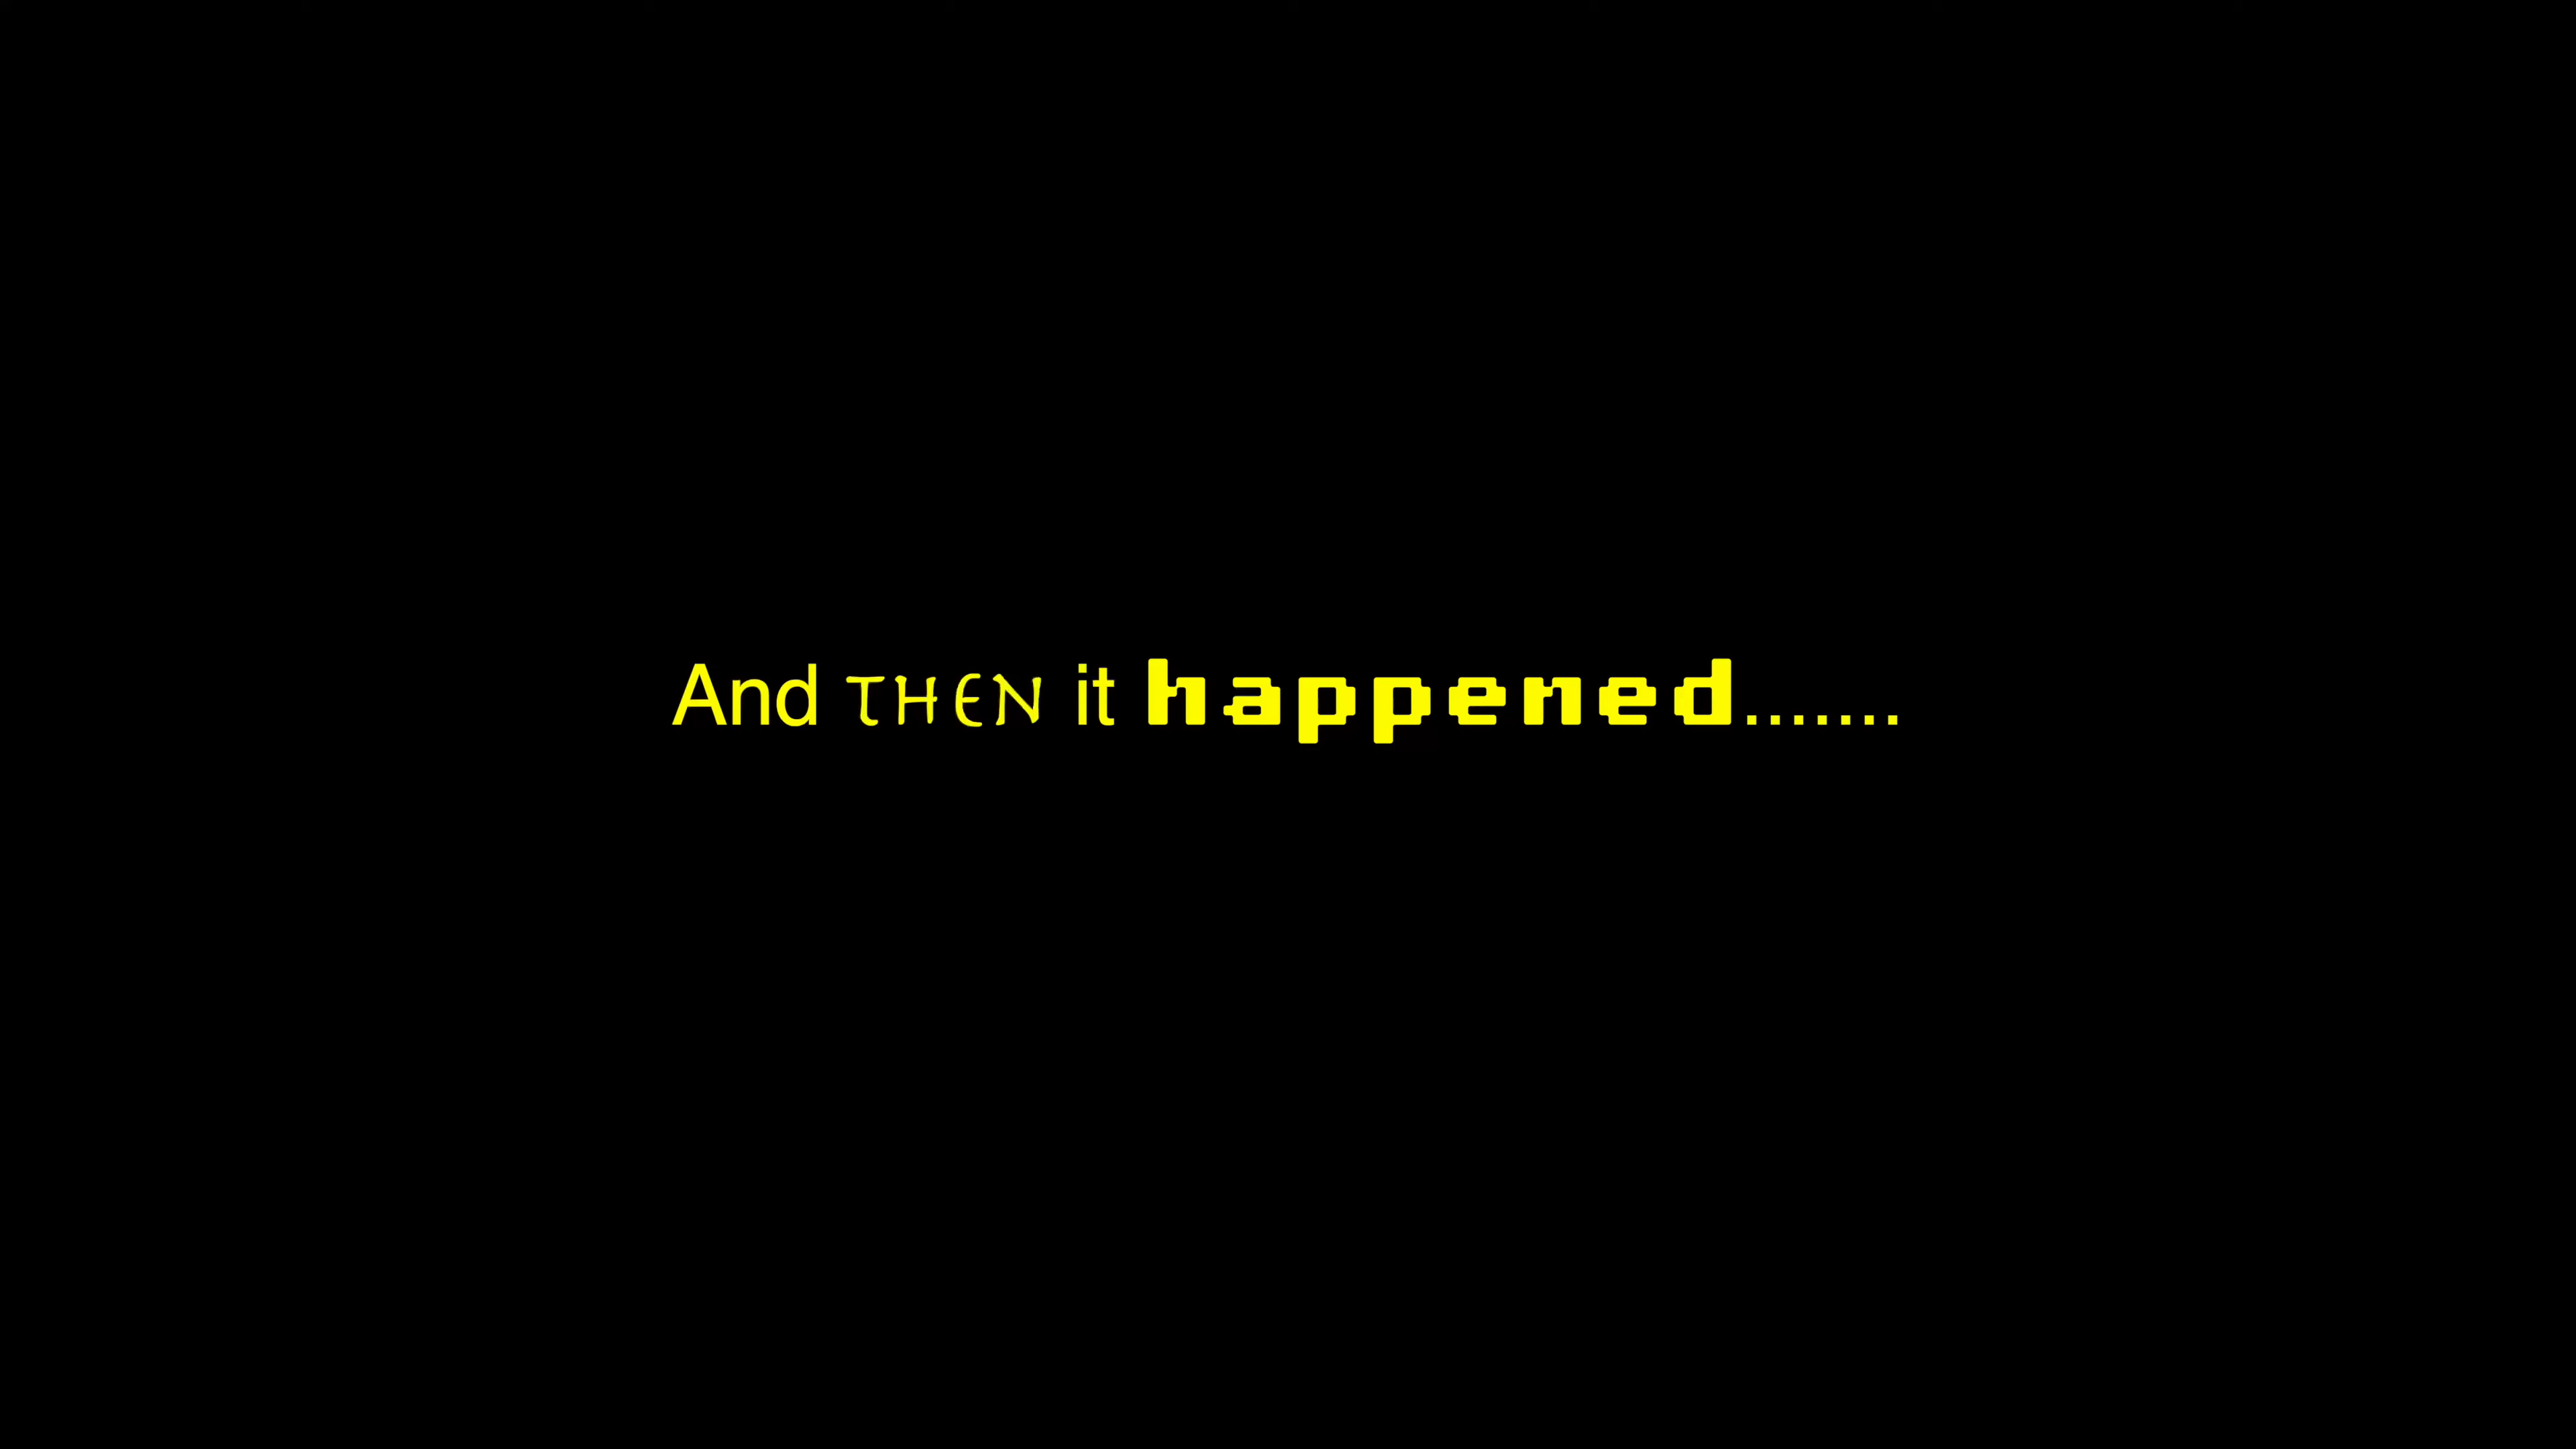 And THEN it happened.......